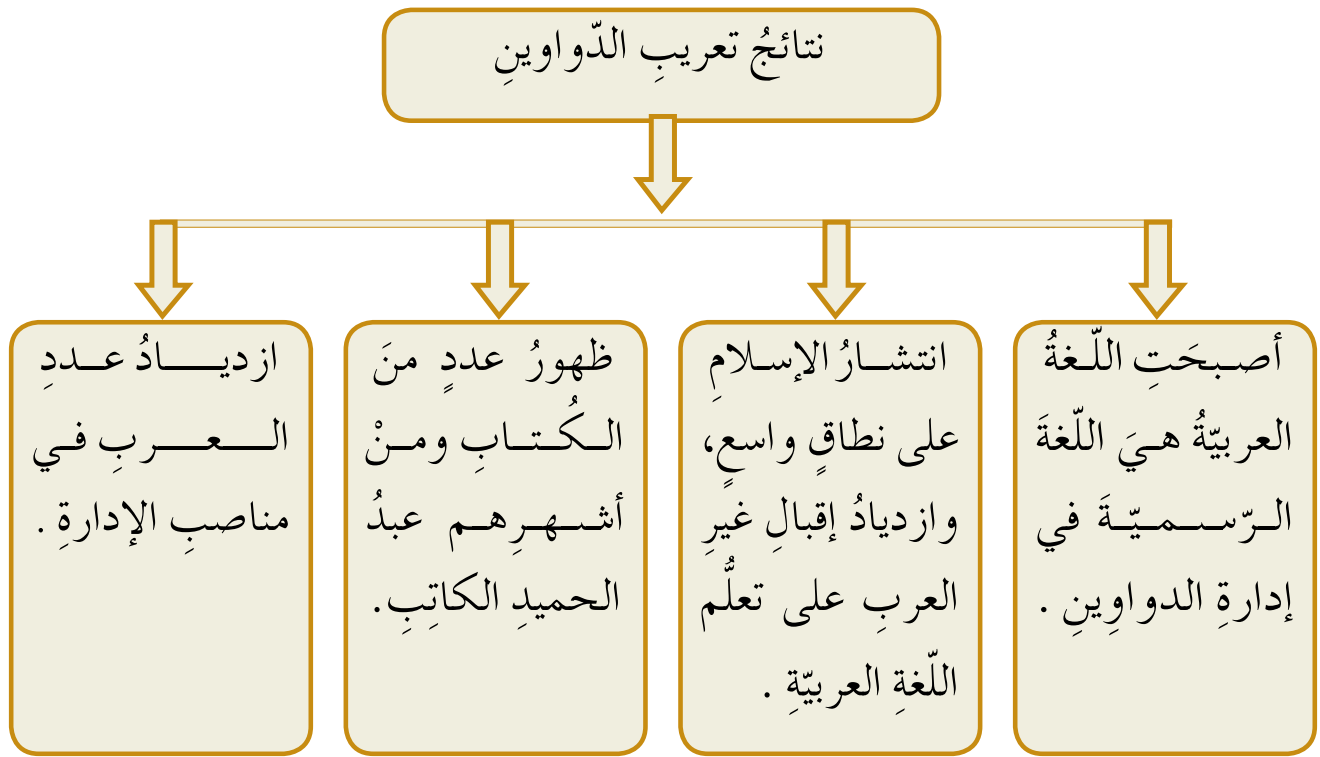 نتائجُ تعريبِ الدّواوينِ
أصبحَتِ اللّغةُ
العربيّةُ هيَ اللّغةَ
الرّسميّةَ في
إدارةِ الدواوِينِ .
انتشارُ الإسلامِ
على نطاقٍ واسعٍ،
وازديادُ إقبالِ غيرِ
العربِ على تعلُّم
اللّغةِ العربيّةِ .
ظهورُ عددٍ منَ
الكُتابِ ومنْ
أشهرِهم عبدُ
الحميدِ الكاتِبِ.
ازديادُ عددِ
العربِ في
مناصبِ الإدارةِ .